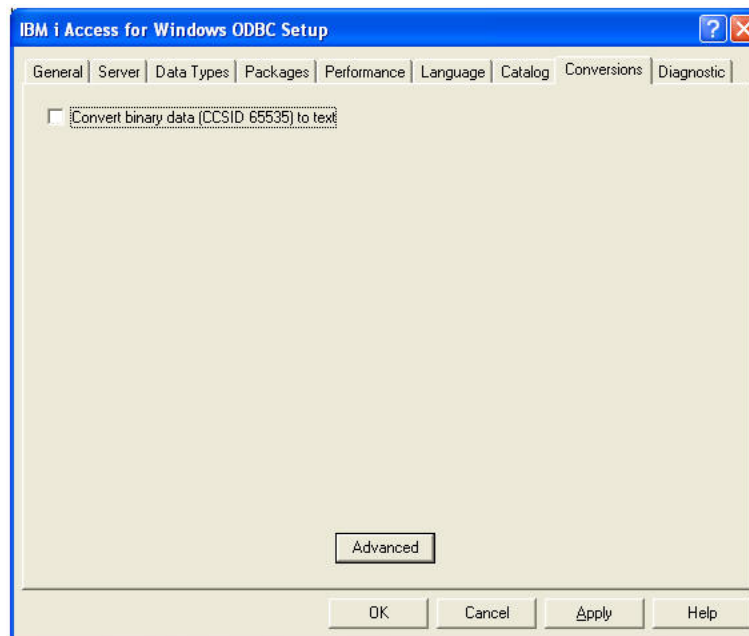 IBM i Access for Windows ODBC Setup
General Server Data Types Packages Performance Language Catalog Conversions Diagnostic
Convert binary data (CCSID 65535) to text
Advanced
OK Cancel Apply Help